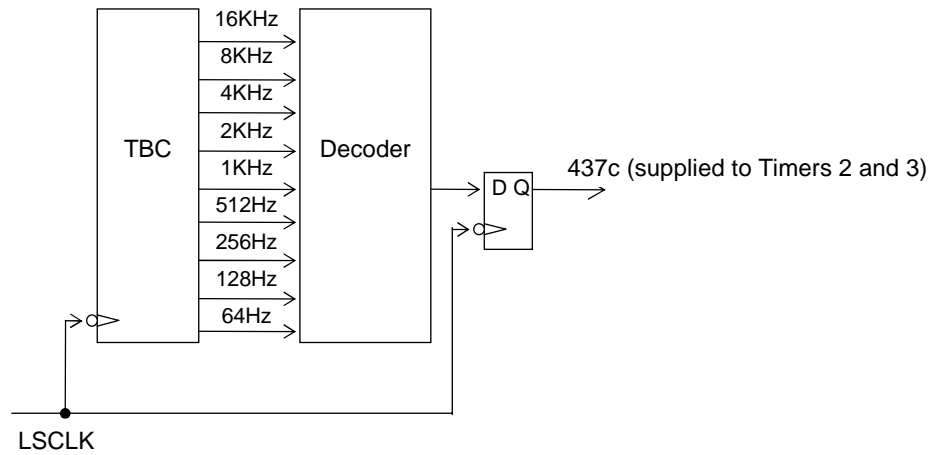 16KHz
8KHz
4KHz
2KHz
1KHz
512Hz
256Hz
128Hz
64Hz
TBC
Decoder
D Q
437c (supplied to Timers 2 and 3)
LSCLK